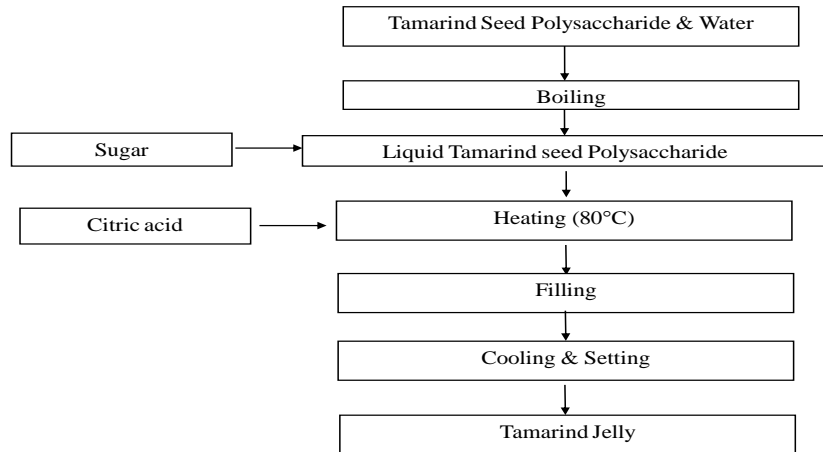 Tamarind Seed Polysaccharide & Water
Boiling
Sugar
Liquid Tamarind seed Polysaccharide
Citric acid
Heating (80°C)
Filling
Cooling & Setting
Tamarind Jelly